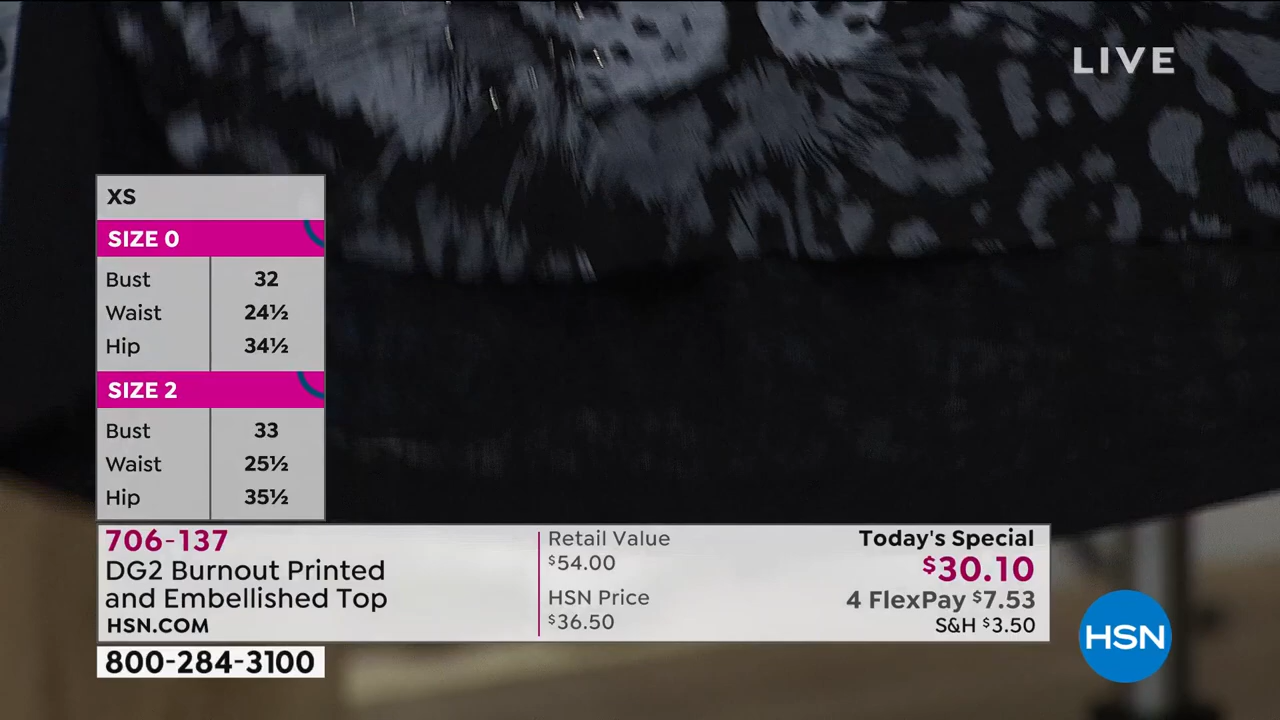 LIVE
XS
SIZE 0
Bust 32
Waist 24½
Hip 34½
SIZE 2
Bust 33
Waist 25½
Hip 35½
706-137
DG2 Burnout Printed
and Embellished Top
HSN.COM
Retail Value
$54.00
HSN Price
$36.50
Today's Special
$30.10
4 FlexPay $7.53
S&H $3.50
800-284-3100
HSN